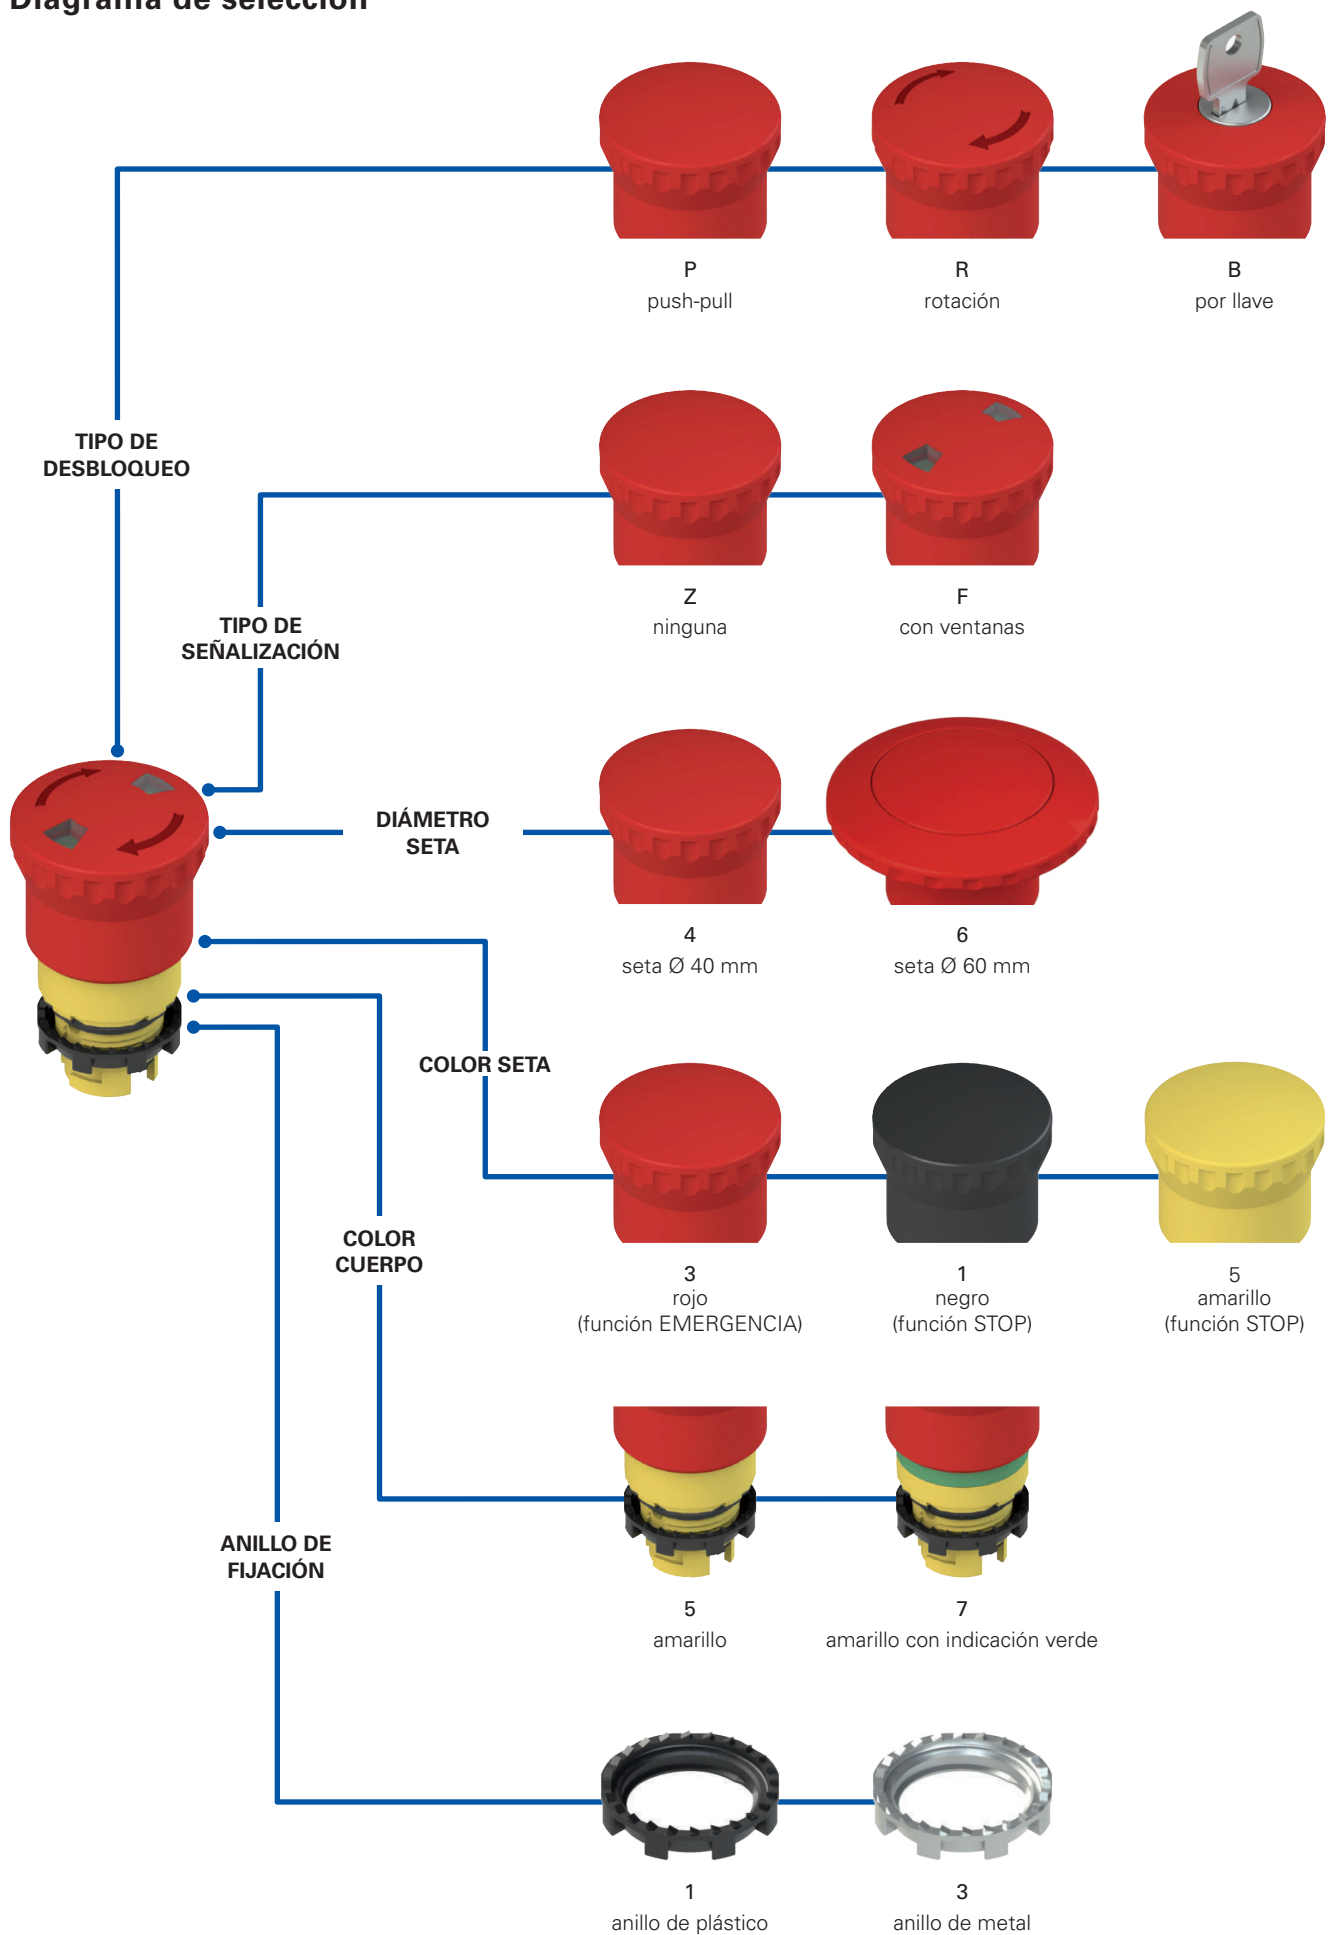 Diagrama de selección
P
push-pull
R
rotación
B
por llave
TIPO DE
DESBLOQUEO
Z
ninguna
F
con ventanas
TIPO DE
SEÑALIZACIÓN
DIÁMETRO
SETA
4
seta Ø 40 mm
6
seta Ø 60 mm
COLOR SETA
3
rojo
(función EMERGENCIA)
1
negro
(función STOP)
5
amarillo
(función STOP)
COLOR
CUERPO
5
amarillo
7
amarillo con indicación verde
ANILLO DE
FIJACIÓN
1
anillo de plástico
3
anillo de metal